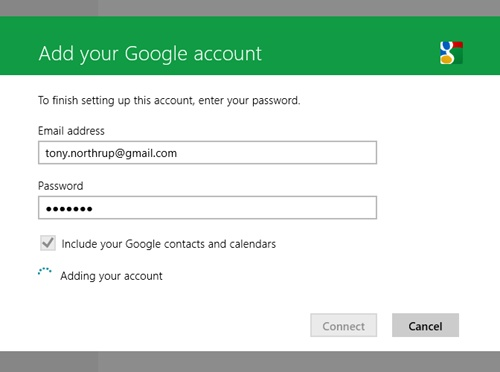 Add your Google account
To finish setting up this account, enter your password.
Email address
tony.northrup@gmail.com
Password
●●●●●●●
Include your Google contacts and calendars
Adding your account
Connect
Cancel